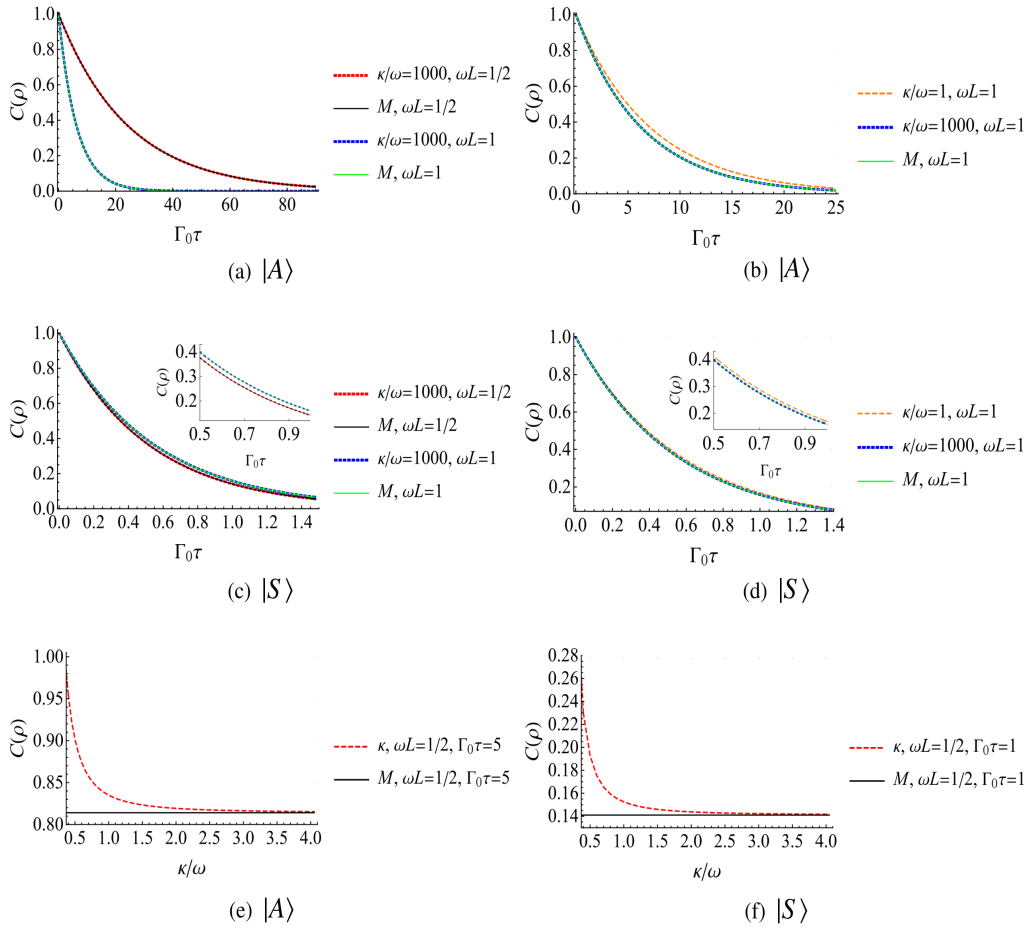 1.0
0.8
0.6
0.4
0.2
0.0
C(ρ)
0 20 40 60 80
Γ₀τ
κ/ω=1000, ωL=1/2
M, ωL=1/2
κ/ω=1000, ωL=1
M, ωL=1
(a) |A⟩
1.0
0.8
0.6
0.4
0.2
0.0
C(ρ)
0 5 10 15 20 25
Γ₀τ
κ/ω=1, ωL=1
κ/ω=1000, ωL=1
M, ωL=1
(b) |A⟩
1.0
0.8
0.6
0.4
0.2
0.0
C(ρ)
0.0 0.2 0.4 0.6 0.8 1.0 1.2 1.4
Γ₀τ
0.4
0.3
0.2
C(ρ)
0.5 0.7 0.9
Γ₀τ
κ/ω=1000, ωL=1/2
M, ωL=1/2
κ/ω=1000, ωL=1
M, ωL=1
(c) |S⟩
1.0
0.8
0.6
0.4
0.2
C(ρ)
0.0 0.2 0.4 0.6 0.8 1.0 1.2 1.4
Γ₀τ
0.4
0.3
0.2
C(ρ)
0.5 0.7 0.9
Γ₀τ
κ/ω=1, ωL=1
κ/ω=1000, ωL=1
M, ωL=1
(d) |S⟩
1.00
0.95
0.90
0.85
0.80
C(ρ)
0.5 1.0 1.5 2.0 2.5 3.0 3.5 4.0
κ/ω
κ, ωL=1/2, Γ₀τ=5
M, ωL=1/2, Γ₀τ=5
(e) |A⟩
0.28
0.26
0.24
0.22
0.20
0.18
0.16
0.14
C(ρ)
0.5 1.0 1.5 2.0 2.5 3.0 3.5 4.0
κ/ω
κ, ωL=1/2, Γ₀τ=1
M, ωL=1/2, Γ₀τ=1
(f) |S⟩